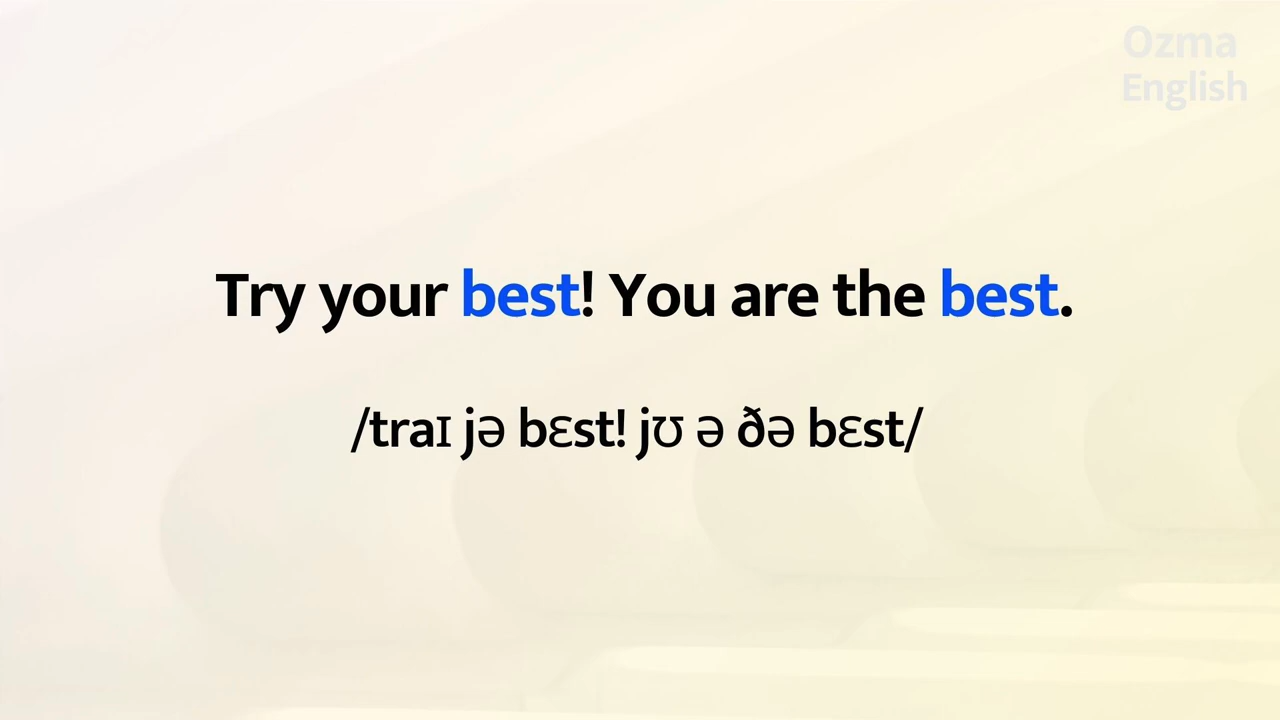 Ozma
English
Try your best! You are the best.
/traɪ jə bɛst! jʊ ə ðə bɛst/